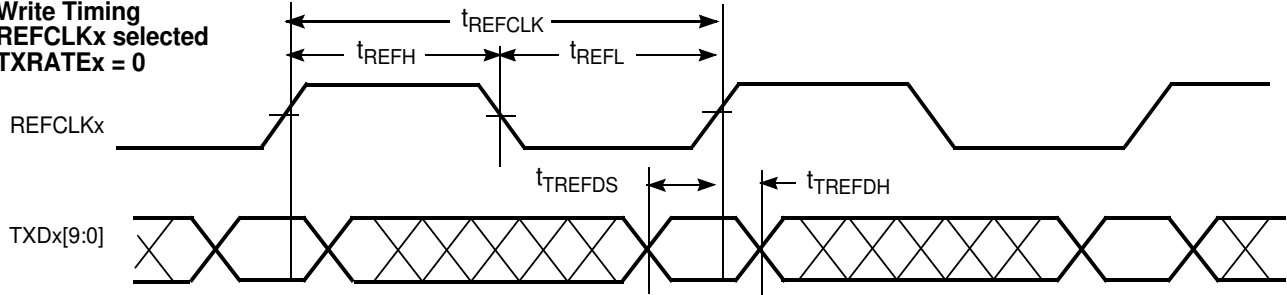 Write Timing
REFCLKx selected
TXRATEx = 0
tREFCLK
tREFH
tREFL
REFCLKx
tTREFDS
tTREFDH
TXDx[9:0]